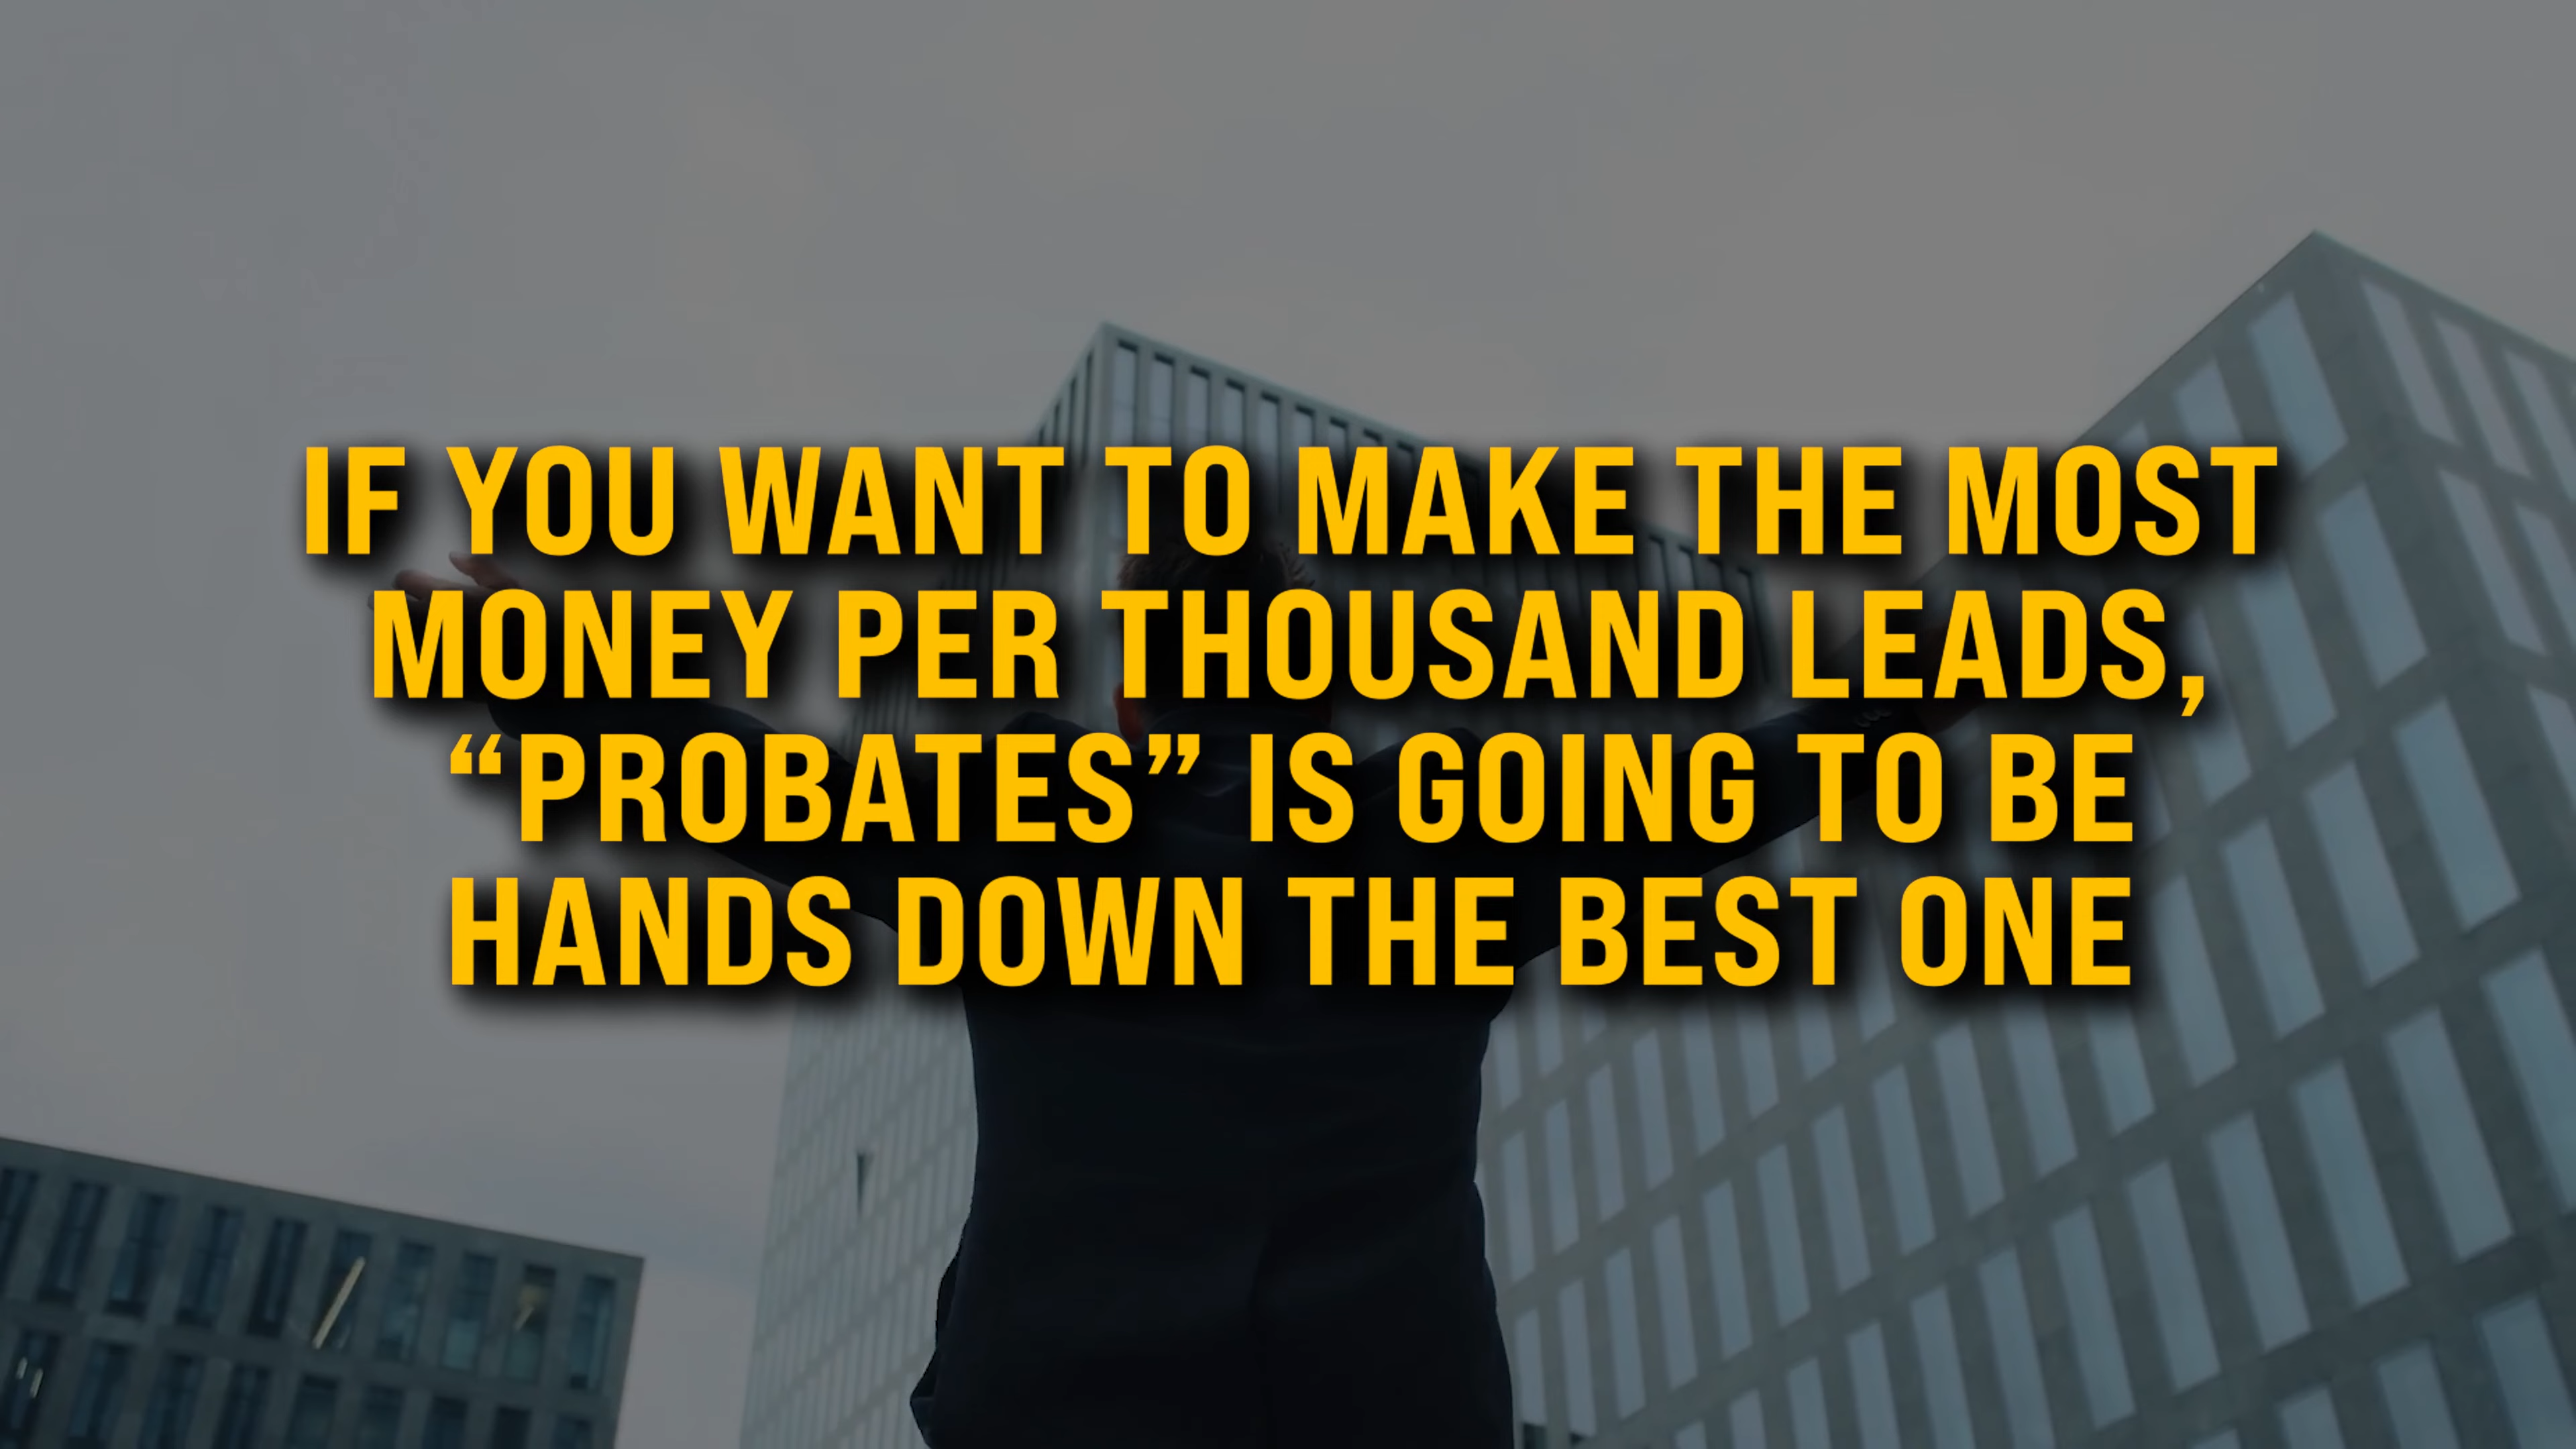 IF YOU WANT TO MAKE THE MOST
MONEY PER THOUSAND LEADS,
“PROBATES” IS GOING TO BE
HANDS DOWN THE BEST ONE